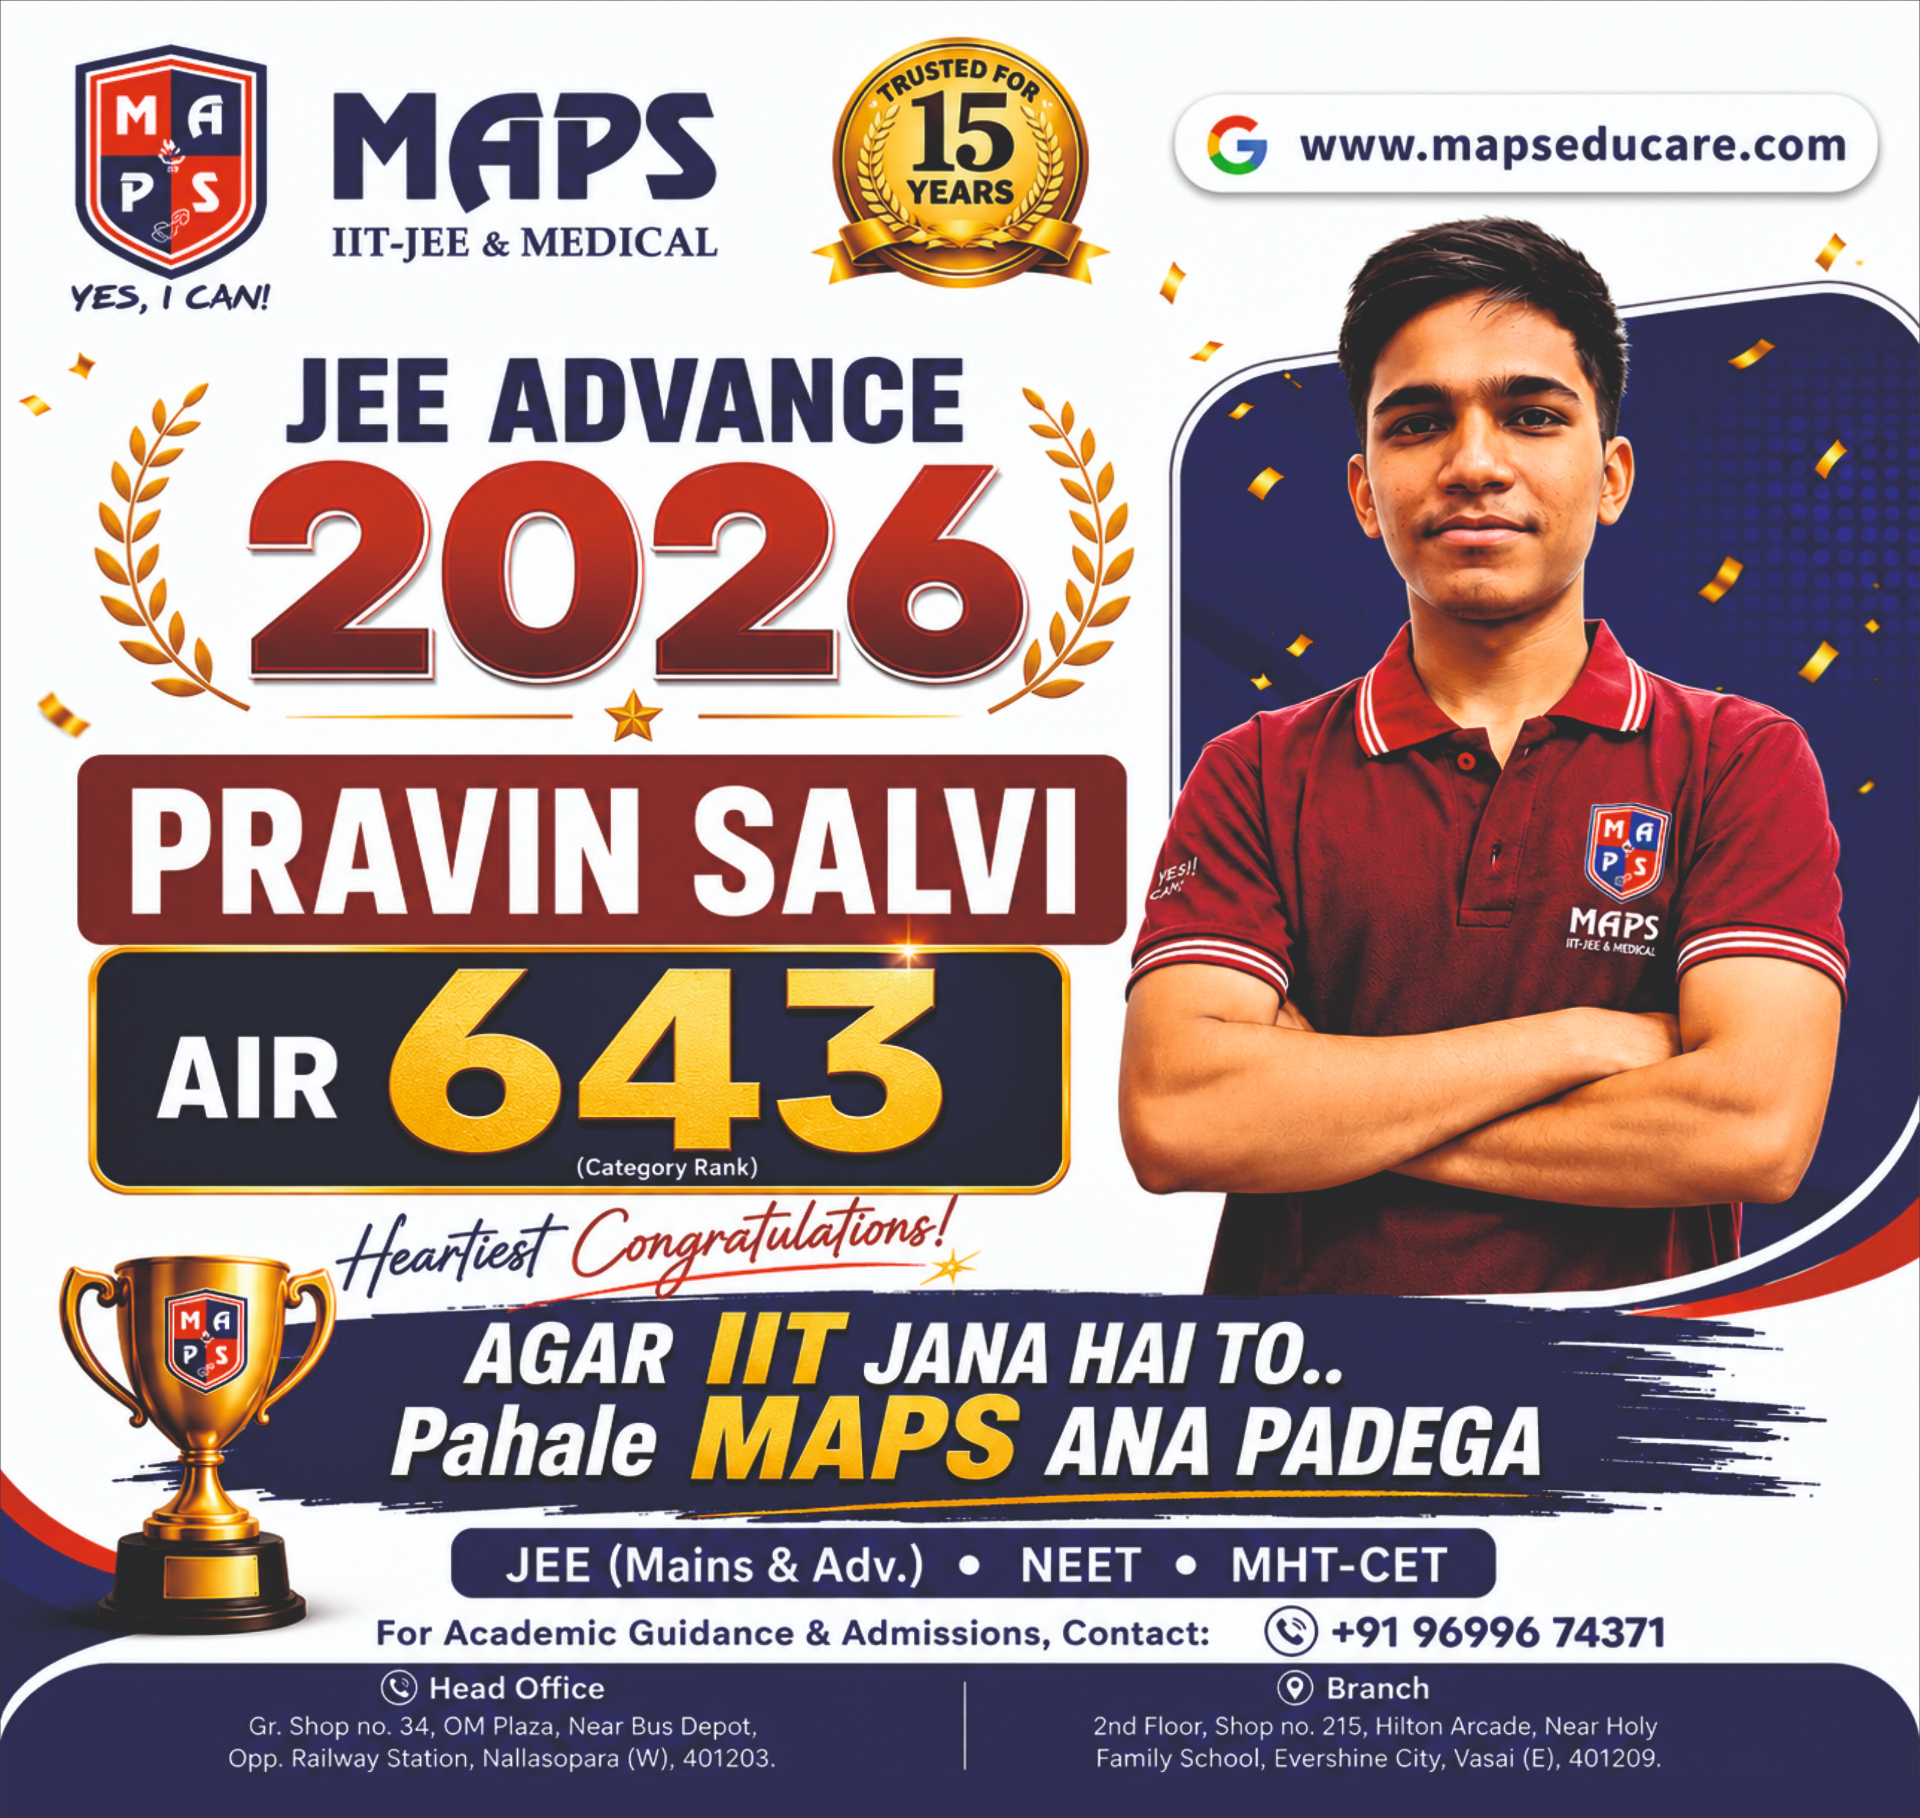 M A
P S
YES, I CAN!
MAPS
IIT-JEE & MEDICAL
TRUSTED FOR
15
YEARS
www.mapseducare.com
JEE ADVANCE
2026
PRAVIN SALVI
AIR 643
(Category Rank)
YES!!
CAN,"
M A
P S
MAPS
IIT-JEE & MEDICAL
Heartiest Congratulations!
M A
P S
AGAR IIT JANA HAI TO..
Pahale MAPS ANA PADEGA
JEE (Mains & Adv.) • NEET • MHT-CET
For Academic Guidance & Admissions, Contact: +91 96996 74371
Head Office
Gr. Shop no. 34, OM Plaza, Near Bus Depot,
Opp. Railway Station, Nallasopara (W), 401203.
Branch
2nd Floor, Shop no. 215, Hilton Arcade, Near Holy
Family School, Evershine City, Vasai (E), 401209.